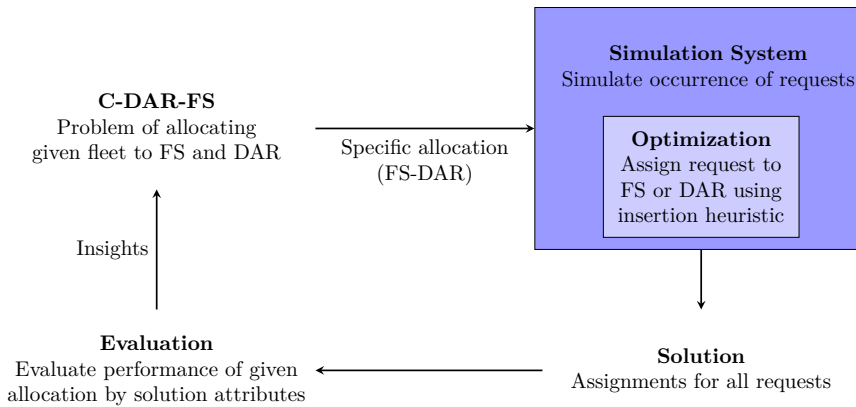 C-DAR-FS
Problem of allocating
given fleet to FS and DAR
Specific allocation
(FS-DAR)
Simulation System
Simulate occurrence of requests
Optimization
Assign request to
FS or DAR using
insertion heuristic
Solution
Assignments for all requests
Evaluation
Evaluate performance of given
allocation by solution attributes
Insights